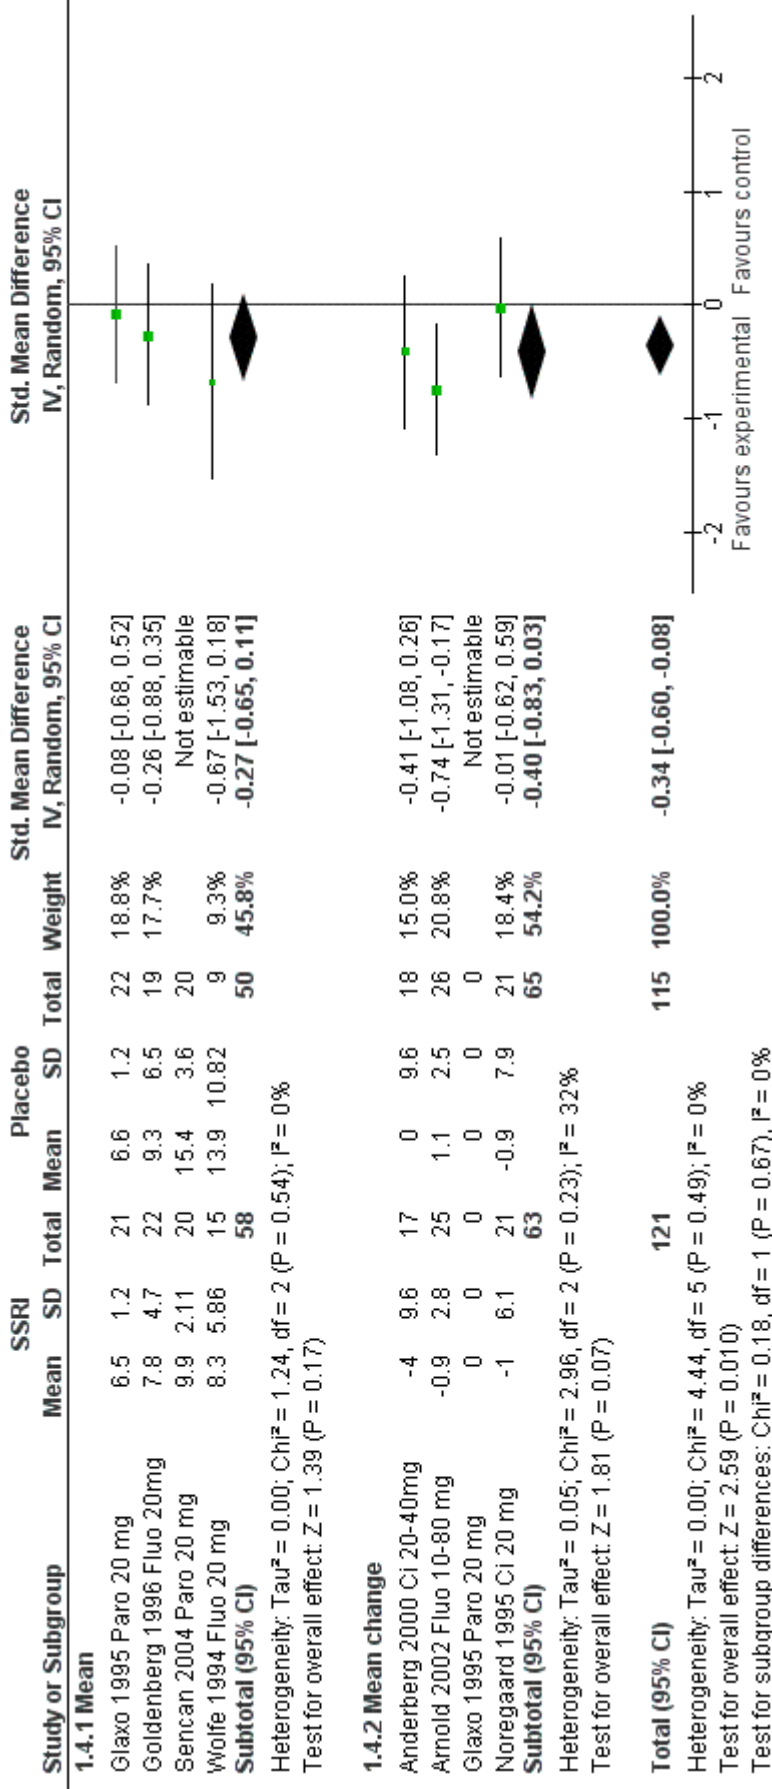 SSRI Placebo Std. Mean Difference Std. Mean Difference
Study or Subgroup Mean SD Total Mean SD Total Weight IV, Random, 95% CI IV, Random, 95% CI
1.4.1 Mean
Glaxo 1995 Paro 20 mg 6.5 1.2 21 6.6 1.2 22 18.8% -0.08 [-0.68, 0.52]
Goldenberg 1996 Fluo 20mg 7.8 4.7 22 9.3 6.5 19 17.7% -0.26 [-0.88, 0.35]
Sencan 2004 Paro 20 mg 9.9 2.11 20 15.4 3.6 20 Not estimable
Wolfe 1994 Fluo 20 mg 8.3 5.86 15 13.9 10.82 9 9.3% -0.67 [-1.53, 0.18]
Subtotal (95% CI) 58 50 45.8% -0.27 [-0.65, 0.11]
Heterogeneity: Tau² = 0.00; Chi² = 1.24, df = 2 (P = 0.54); I² = 0%
Test for overall effect: Z = 1.39 (P = 0.17)
1.4.2 Mean change
Anderberg 2000 Ci 20-40mg -4 9.6 17 0 9.6 18 15.0% -0.41 [-1.08, 0.26]
Arnold 2002 Fluo 10-80 mg -0.9 2.8 25 1.1 2.5 26 20.8% -0.74 [-1.31, -0.17]
Glaxo 1995 Paro 20 mg 0 0 0 0 0 0 Not estimable
Noregaard 1995 Ci 20 mg -1 6.1 21 -0.9 7.9 21 18.4% -0.01 [-0.62, 0.59]
Subtotal (95% CI) 63 65 54.2% -0.40 [-0.83, 0.03]
Heterogeneity: Tau² = 0.05; Chi² = 2.96, df = 2 (P = 0.23); I² = 32%
Test for overall effect: Z = 1.81 (P = 0.07)
Total (95% CI) 121 115 100.0% -0.34 [-0.60, -0.08]
Heterogeneity: Tau² = 0.00; Chi² = 4.44, df = 5 (P = 0.49); I² = 0%
Test for overall effect: Z = 2.59 (P = 0.010)
Test for subgroup differences: Chi² = 0.18, df = 1 (P = 0.67), I² = 0%
-2 -1 0 1 2
Favours experimental Favours control